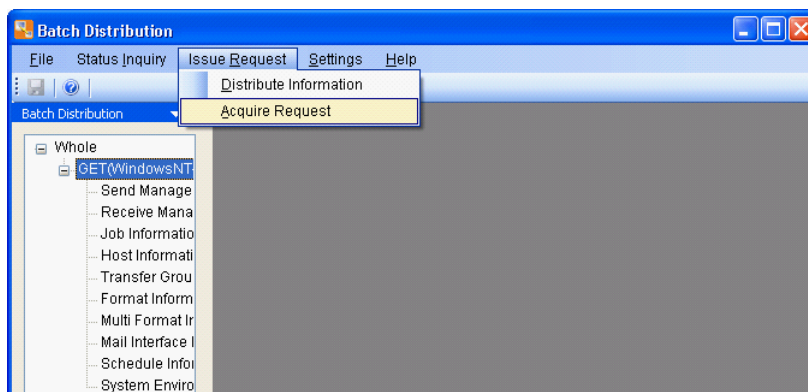 Batch Distribution
File Status Inquiry Issue Request Settings Help
Distribute Information
Acquire Request
Batch Distribution
Whole
GET(WindowsNT-
Send Manage
Receive Mana
Job Informatio
Host Informati
Transfer Grou
Format Inform
Multi Format Ir
Mail Interface I
Schedule Infor
System Enviro